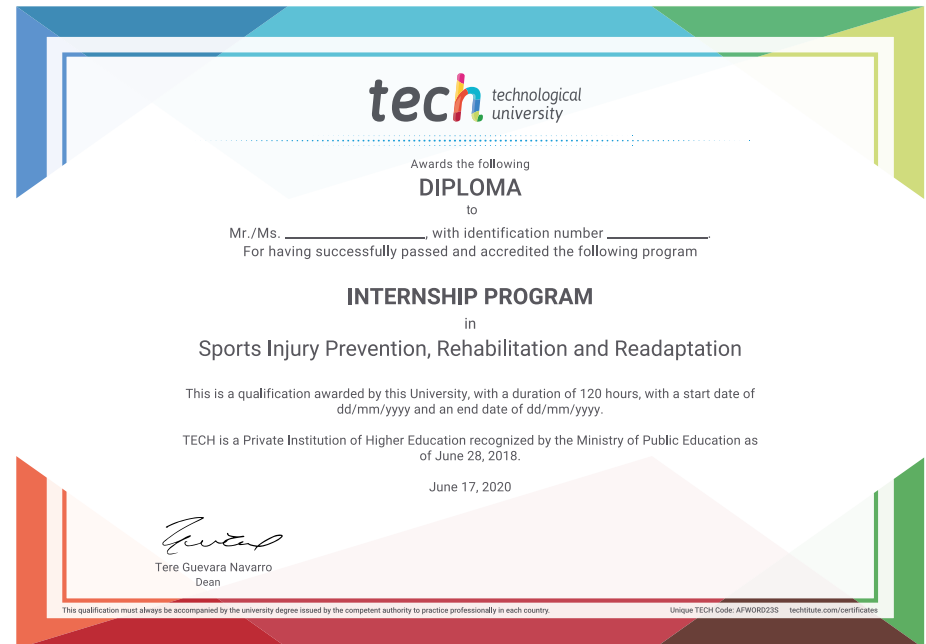 tech technological
university
Awards the following
DIPLOMA
to
Mr./Ms. ____________________, with identification number ______________.
For having successfully passed and accredited the following program
INTERNSHIP PROGRAM
in
Sports Injury Prevention, Rehabilitation and Readaptation
This is a qualification awarded by this University, with a duration of 120 hours, with a start date of
dd/mm/yyyy and an end date of dd/mm/yyyy.
TECH is a Private Institution of Higher Education recognized by the Ministry of Public Education as
of June 28, 2018.
June 17, 2020
Tere Guevara Navarro
Dean
This qualification must always be accompanied by the university degree issued by the competent authority to practice professionally in each country.
Unique TECH Code: AFWORD23S techtitute.com/certificates